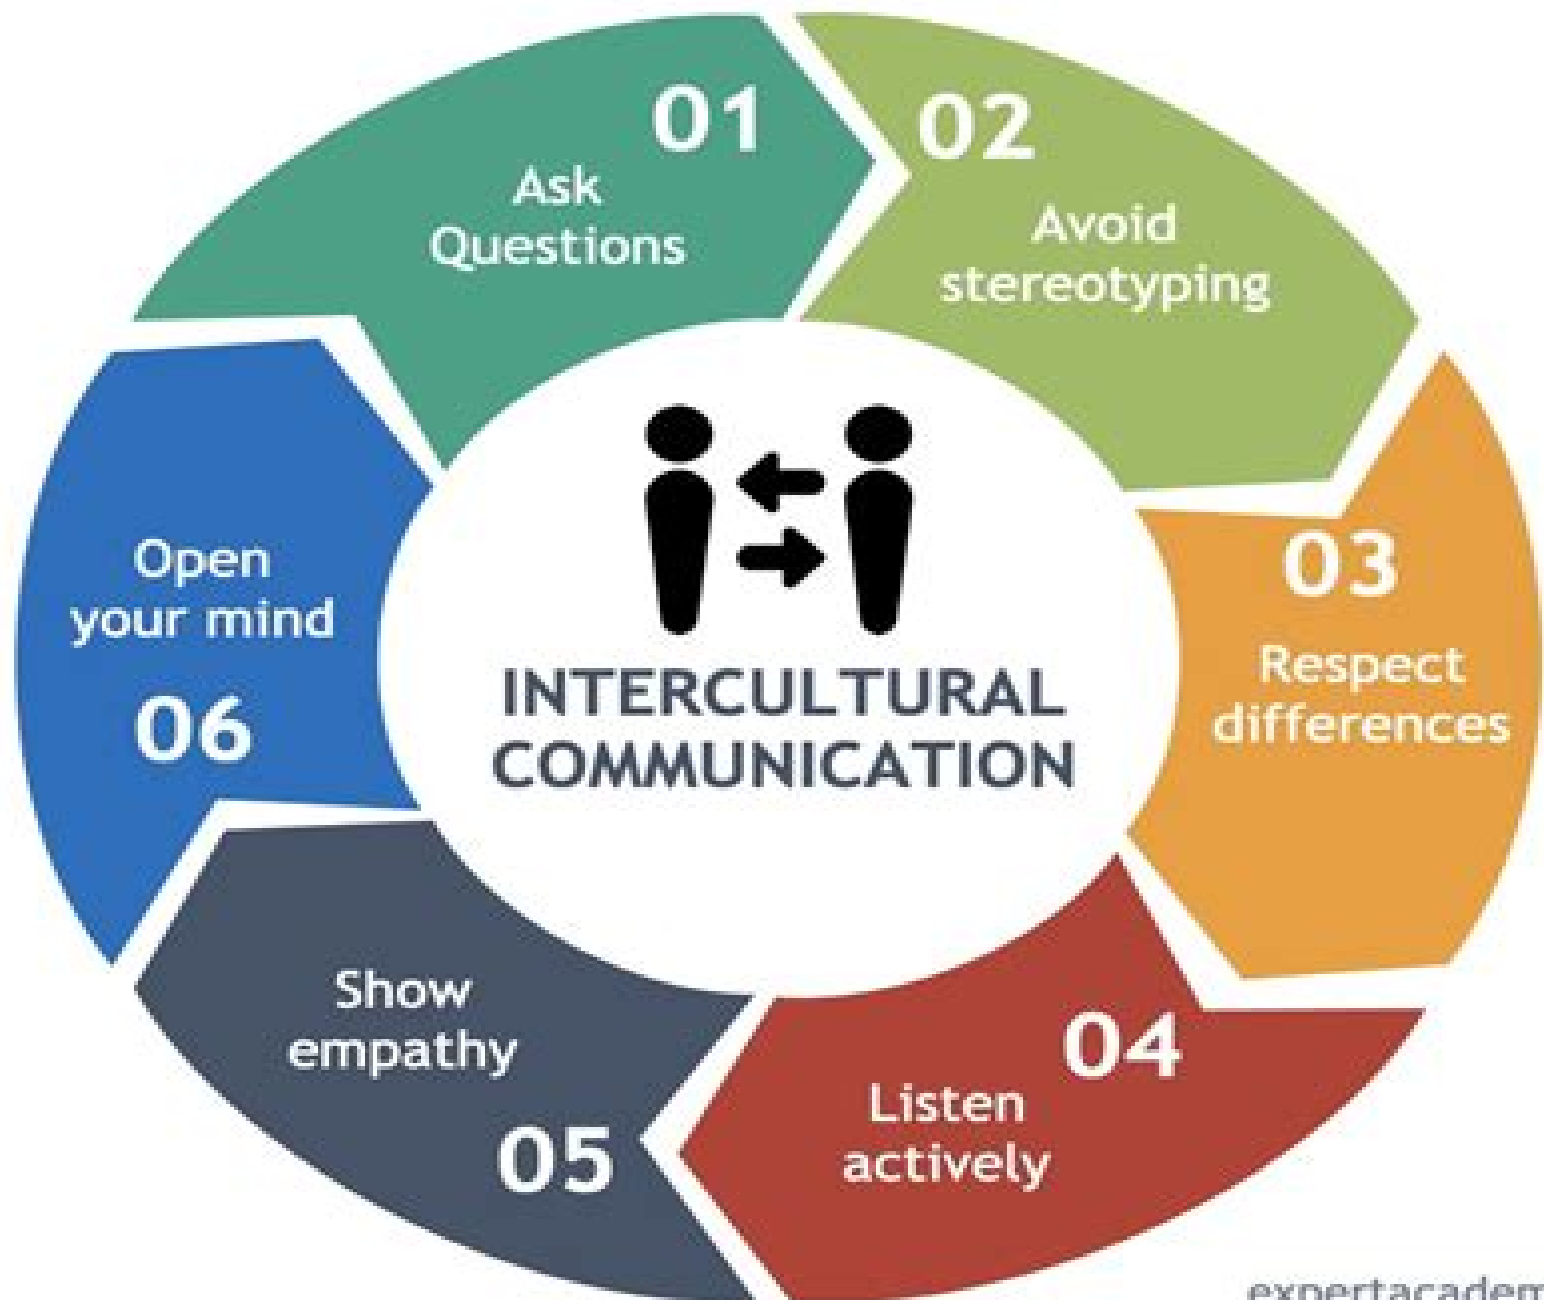 01
Ask
Questions
02
Avoid
stereotyping
03
Respect
differences
04
Listen
actively
05
Show
empathy
Open
your mind
06
INTERCULTURAL
COMMUNICATION